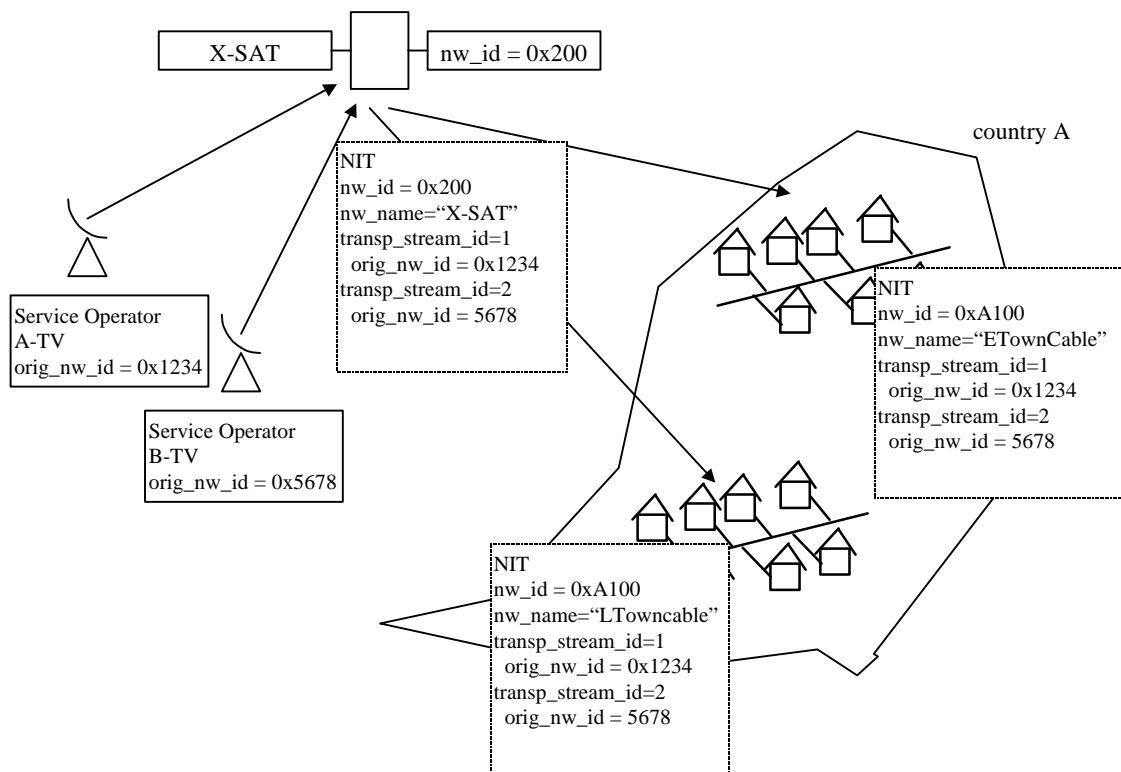 X-SAT
nw_id = 0x200
country A
NIT
nw_id = 0x200
nw_name=“X-SAT”
transp_stream_id=1
orig_nw_id = 0x1234
transp_stream_id=2
orig_nw_id = 5678
Service Operator
A-TV
orig_nw_id = 0x1234
Service Operator
B-TV
orig_nw_id = 0x5678
NIT
nw_id = 0xA100
nw_name=“ETownCable”
transp_stream_id=1
orig_nw_id = 0x1234
transp_stream_id=2
orig_nw_id = 5678
NIT
nw_id = 0xA100
nw_name=“LTowncable”
transp_stream_id=1
orig_nw_id = 0x1234
transp_stream_id=2
orig_nw_id = 5678